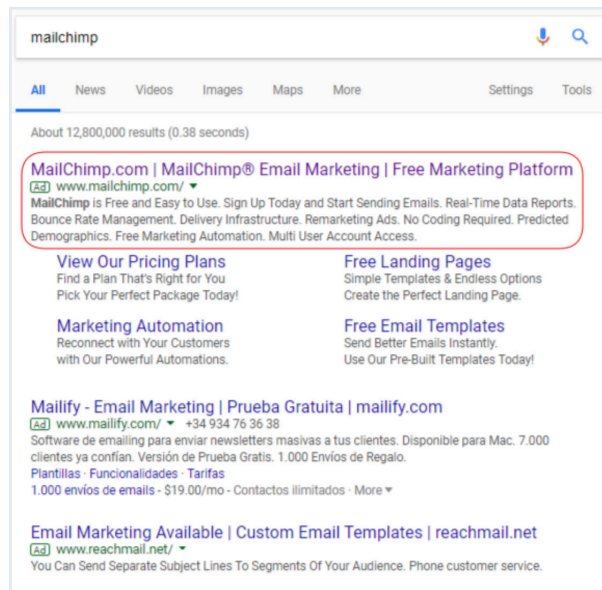 mailchimp
All News Videos Images Maps More Settings Tools
About 12,800,000 results (0.38 seconds)
MailChimp.com | MailChimp® Email Marketing | Free Marketing Platform
Ad www.mailchimp.com/
MailChimp is Free and Easy to Use. Sign Up Today and Start Sending Emails. Real-Time Data Reports.
Bounce Rate Management. Delivery Infrastructure. Remarketing Ads. No Coding Required. Predicted
Demographics. Free Marketing Automation. Multi User Account Access.
View Our Pricing Plans
Find a Plan That's Right for You
Pick Your Perfect Package Today!
Free Landing Pages
Simple Templates & Endless Options
Create the Perfect Landing Page.
Marketing Automation
Reconnect with Your Customers
with Our Powerful Automations.
Free Email Templates
Send Better Emails Instantly.
Use Our Pre-Built Templates Today!
Mailify - Email Marketing | Prueba Gratuita | mailify.com
Ad www.mailify.com/ +34 934 76 36 38
Software de emailing para enviar newsletters masivas a tus clientes. Disponible para Mac. 7.000
clientes ya confían. Versión de Prueba Gratis. 1.000 Envíos de Regalo.
Plantillas · Funcionalidades · Tarifas
1.000 envíos de emails - $19.00/mo - Contactos ilimitados · More
Email Marketing Available | Custom Email Templates | reachmail.net
Ad www.reachmail.net/
You Can Send Separate Subject Lines To Segments Of Your Audience. Phone customer service.